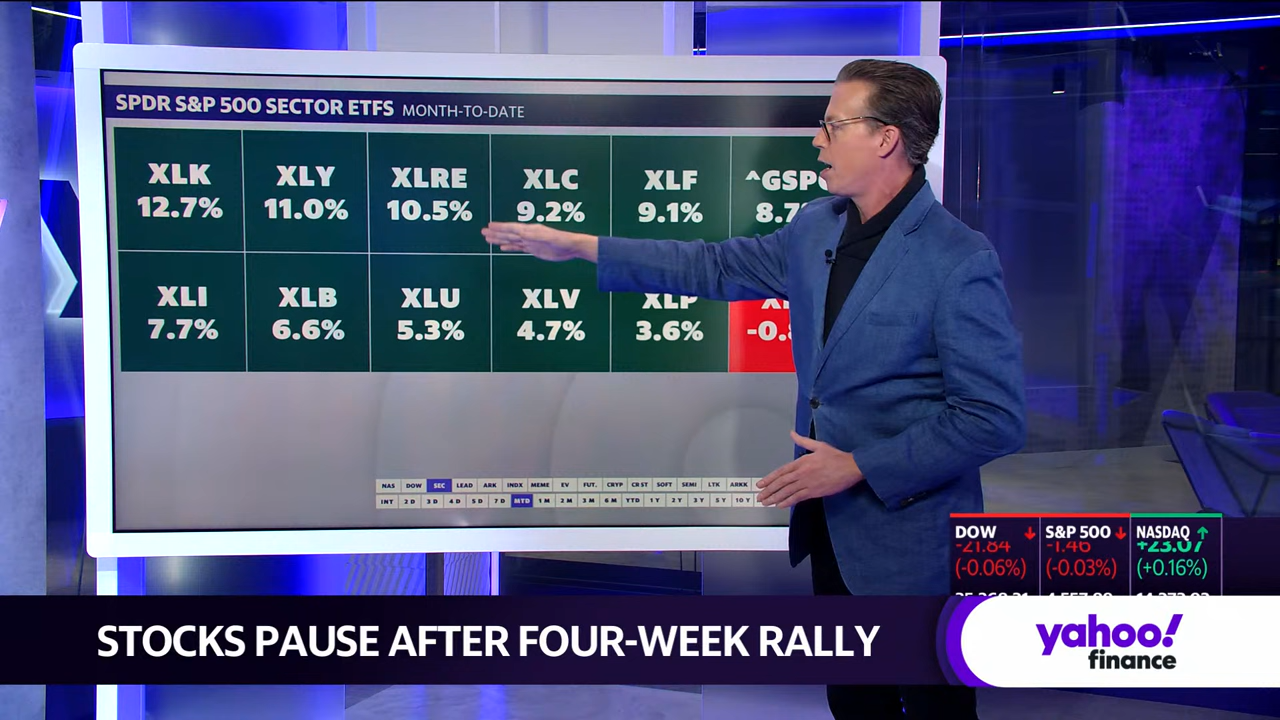 SPDR S&P 500 SECTOR ETFS MONTH-TO-DATE
XLK XLY XLRE XLC XLF
12.7% 11.0% 10.5% 9.2% 9.1%
XLI XLB XLU XLV XLP
7.7% 6.6% 5.3% 4.7% 3.6%
NAS DOW SEC LEAD ARK INDX MEME EV FUT. CRYP CR ST SOFT SEMI LTK ARKK
INT 2 D 3 D 4 D 5 D 7 D MTD 1 M 2 M 3 M 6 M YTD 1 Y 2 Y 3 Y 5 Y 10 Y
DOW S&P 500 NASDAQ
-21.84 -1.46 +23.07
(-0.06%) (-0.03%) (+0.16%)
STOCKS PAUSE AFTER FOUR-WEEK RALLY
yahoo!
finance